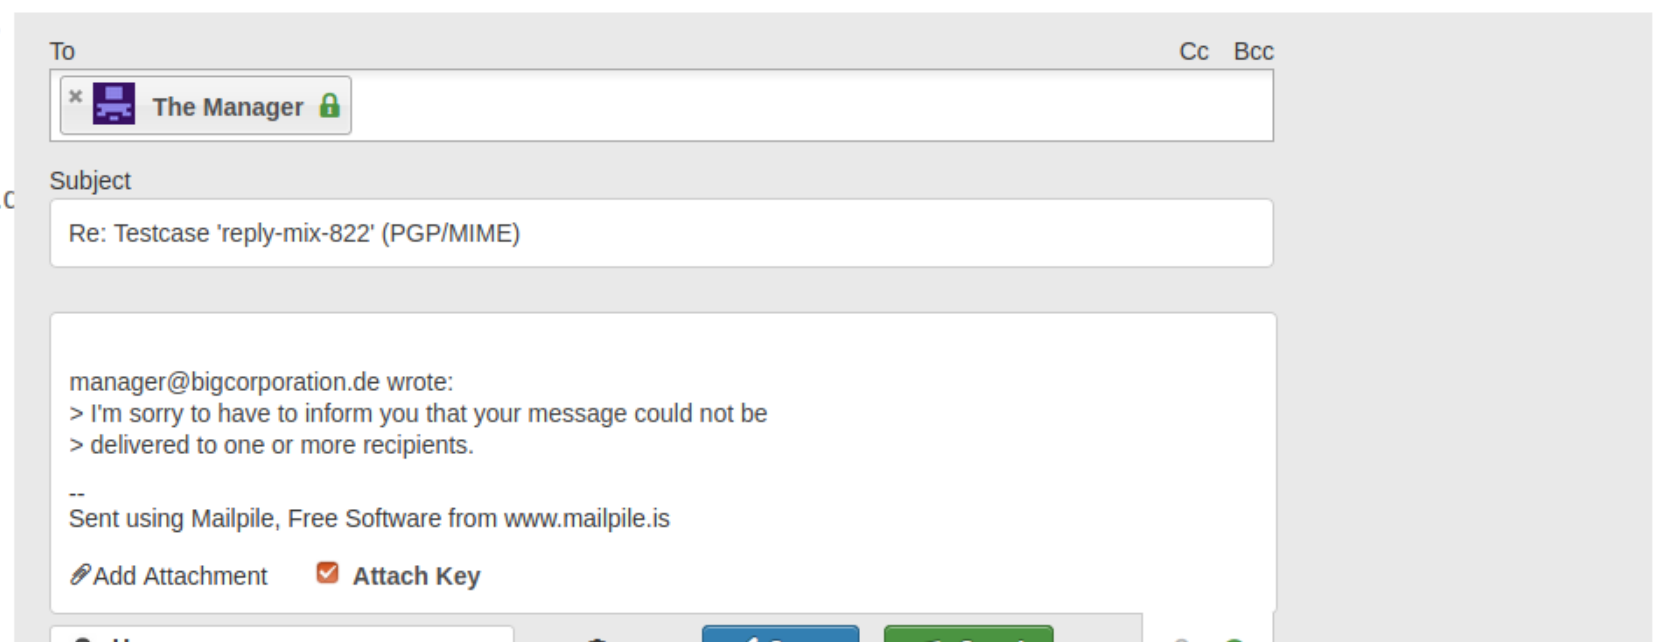 To
Cc Bcc
The Manager
Subject
Re: Testcase 'reply-mix-822' (PGP/MIME)
manager@bigcorporation.de wrote:
> I'm sorry to have to inform you that your message could not be
> delivered to one or more recipients.
--
Sent using Mailpile, Free Software from www.mailpile.is
Add Attachment
Attach Key